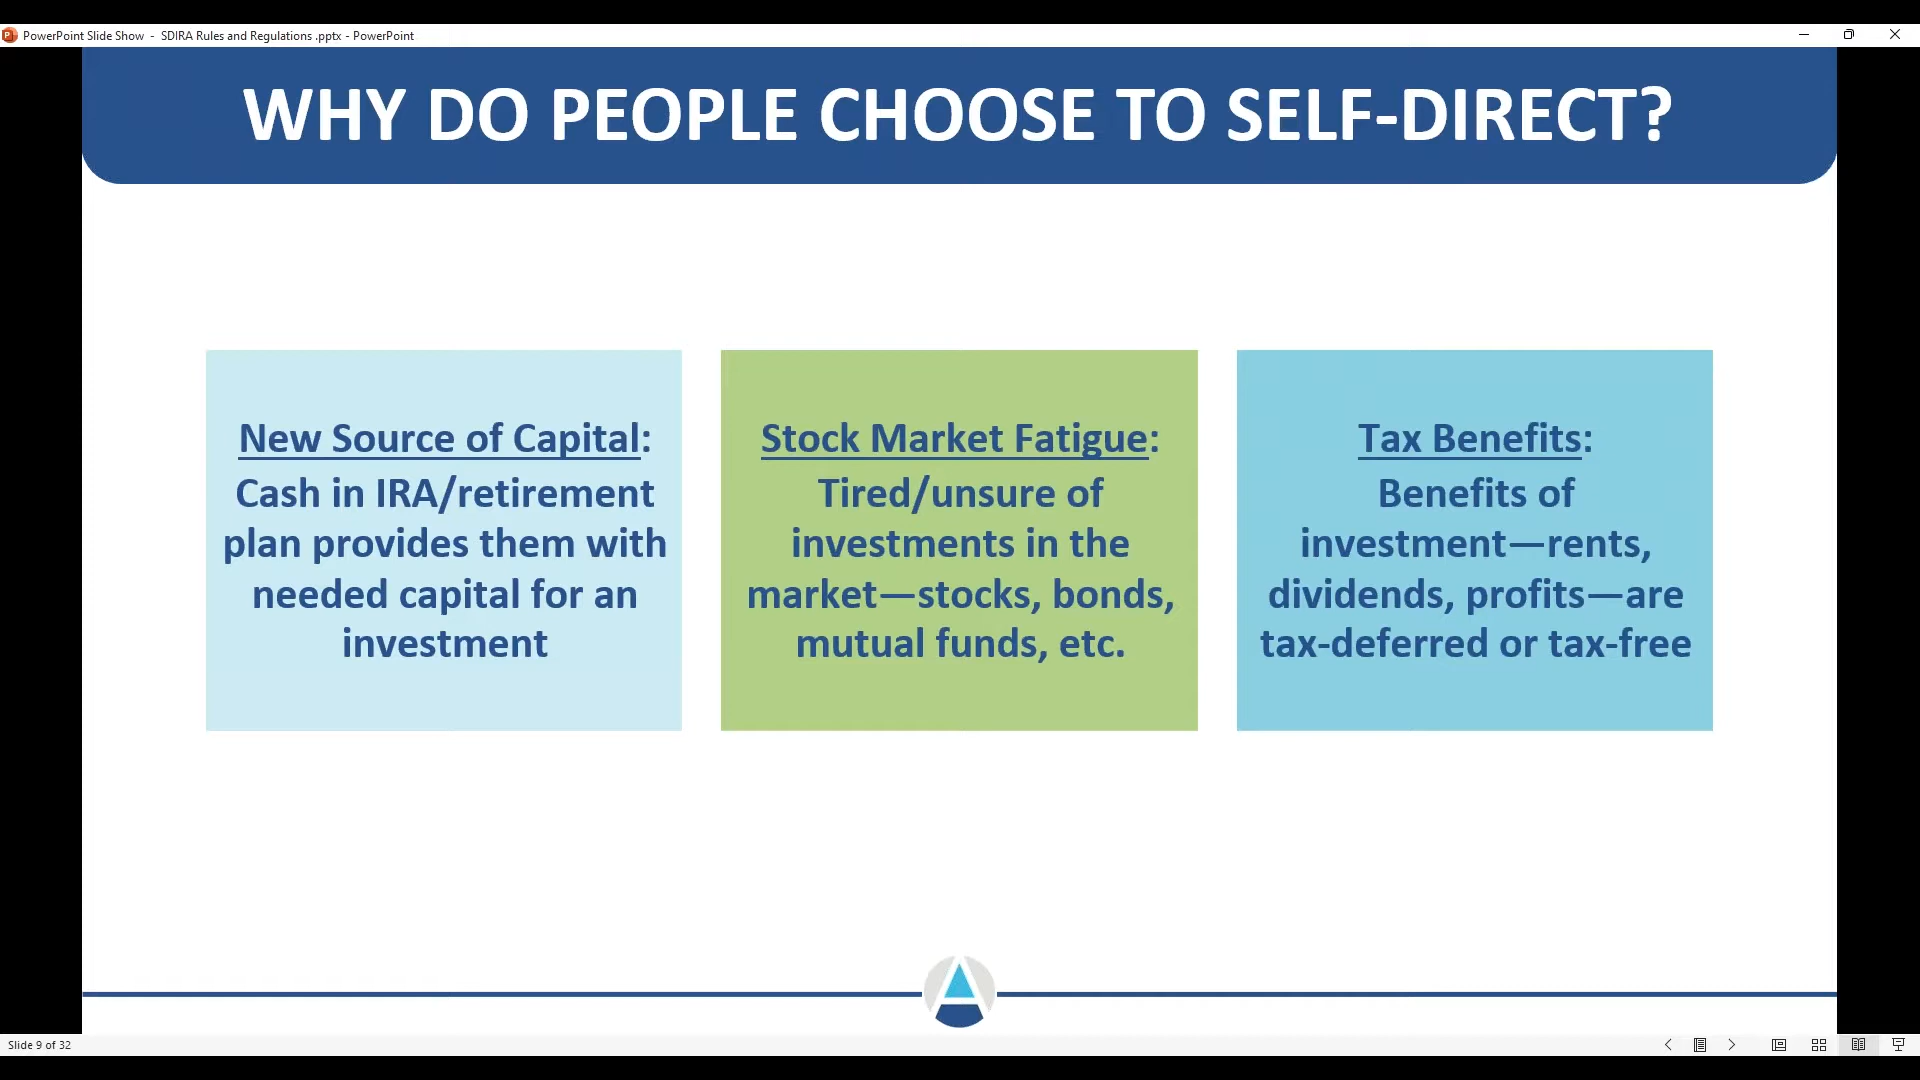 PowerPoint Slide Show - SDIRA Rules and Regulations .pptx - PowerPoint
WHY DO PEOPLE CHOOSE TO SELF-DIRECT?
New Source of Capital:
Cash in IRA/retirement
plan provides them with
needed capital for an
investment
Stock Market Fatigue:
Tired/unsure of
investments in the
market—stocks, bonds,
mutual funds, etc.
Tax Benefits:
Benefits of
investment—rents,
dividends, profits—are
tax-deferred or tax-free
Slide 9 of 32